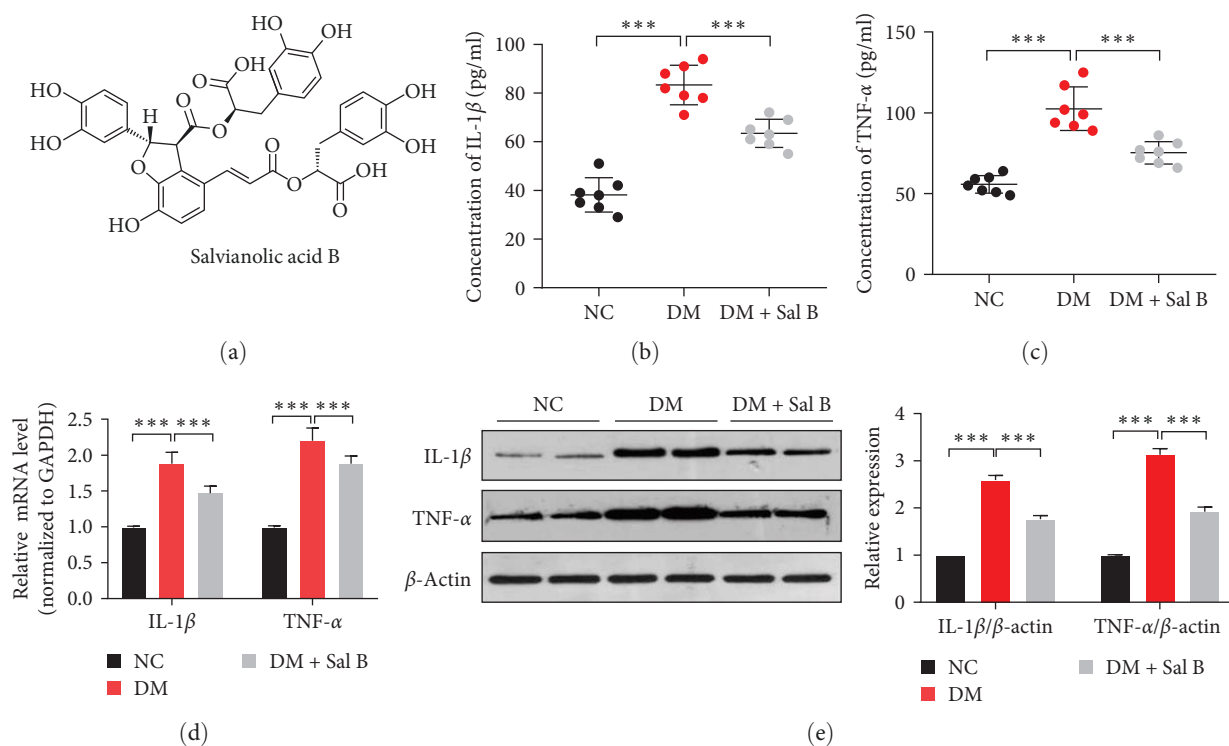 OH
HO
OH
O
OH
HO
O
O
OH
HO
H
O
OH
O
O
OH
O
O
HO
Salvianolic acid B
(a)
Concentration of IL-1β (pg/ml)
100
80
60
40
20
0
*** ***
NC DM DM + Sal B
(b)
Concentration of TNF-α (pg/ml)
150
100
50
0
*** ***
NC DM DM + Sal B
(c)
Relative mRNA level
(normalized to GAPDH)
2.5
2.0
1.5
1.0
0.5
0.0
*** *** *** ***
IL-1β TNF-α
NC DM + Sal B
DM
(d)
NC DM DM + Sal B
IL-1β
TNF-α
β-Actin
Relative expression
4
3
2
1
0
*** *** *** ***
IL-1β/β-actin TNF-α/β-actin
NC DM + Sal B
DM
(e)